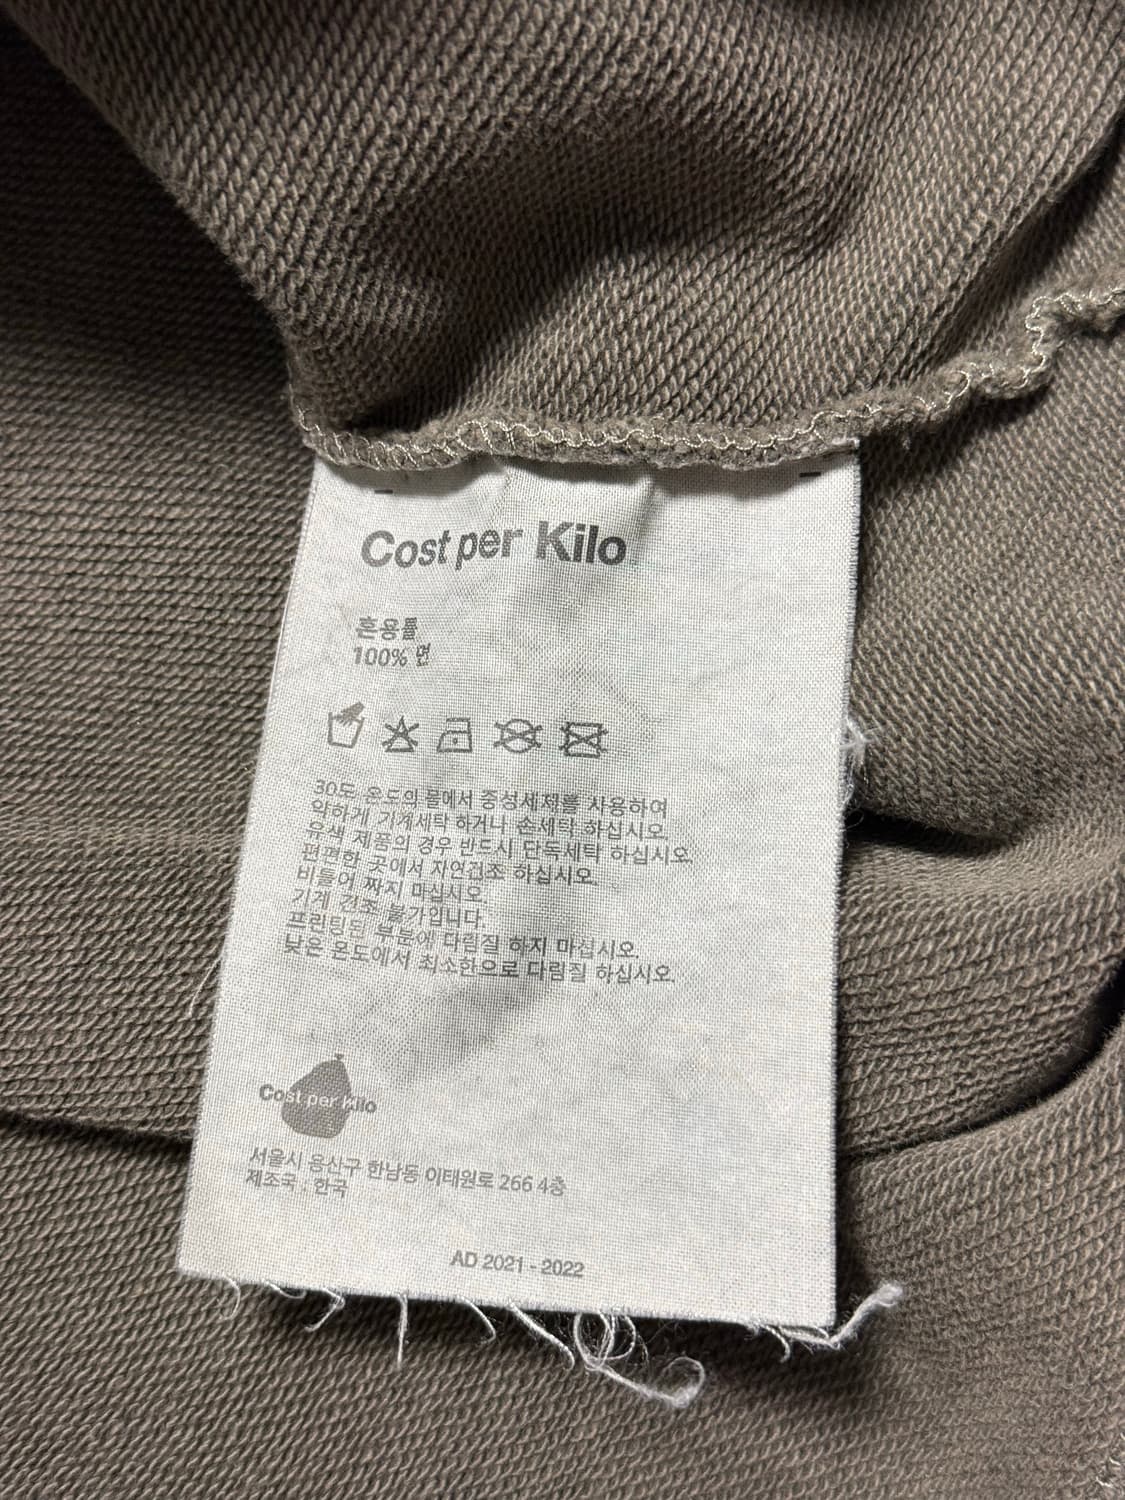 Cost per Kilo
혼용률
100% 면
30도 온도의 물에서 중성세제를 사용하여
약하게 기계세탁 하거나 손세탁 하십시오.
유색 제품의 경우 반드시 단독세탁 하십시오.
편편한 곳에서 자연건조 하십시오.
비틀어 짜지 마십시오.
기계 건조 불가입니다.
프린팅된 부분에 다림질 하지 마십시오.
낮은 온도에서 최소한으로 다림질 하십시오.
Cost per Kilo
서울시 용산구 한남동 이태원로 266 4층
제조국 : 한국
AD 2021 - 2022